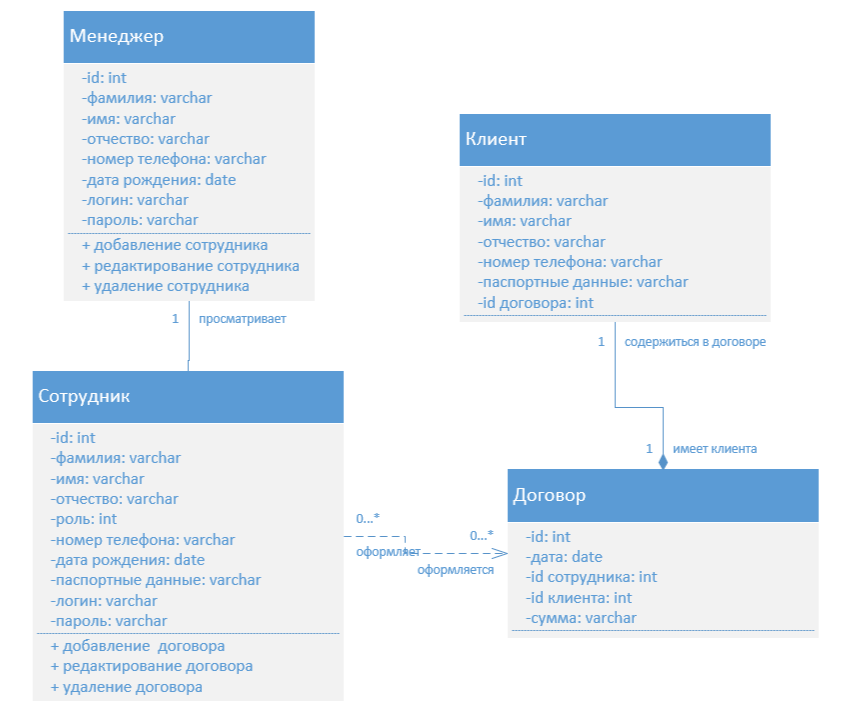 Менеджер
-id: int
-фамилия: varchar
-имя: varchar
-отчество: varchar
-номер телефона: varchar
-дата рождения: date
-логин: varchar
-пароль: varchar
+ добавление сотрудника
+ редактирование сотрудника
+ удаление сотрудника
1 просматривает
Клиент
-id: int
-фамилия: varchar
-имя: varchar
-отчество: varchar
-номер телефона: varchar
-паспортные данные: varchar
-id договора: int
1 содержиться в договоре
1 имеет клиента
Сотрудник
-id: int
-фамилия: varchar
-имя: varchar
-отчество: varchar
-роль: int
-номер телефона: varchar
-дата рождения: date
-паспортные данные: varchar
-логин: varchar
-пароль: varchar
+ добавление договора
+ редактирование договора
+ удаление договора
0...*
оформляет
0...*
оформляется
Договор
-id: int
-дата: date
-id сотрудника: int
-id клиента: int
-сумма: varchar